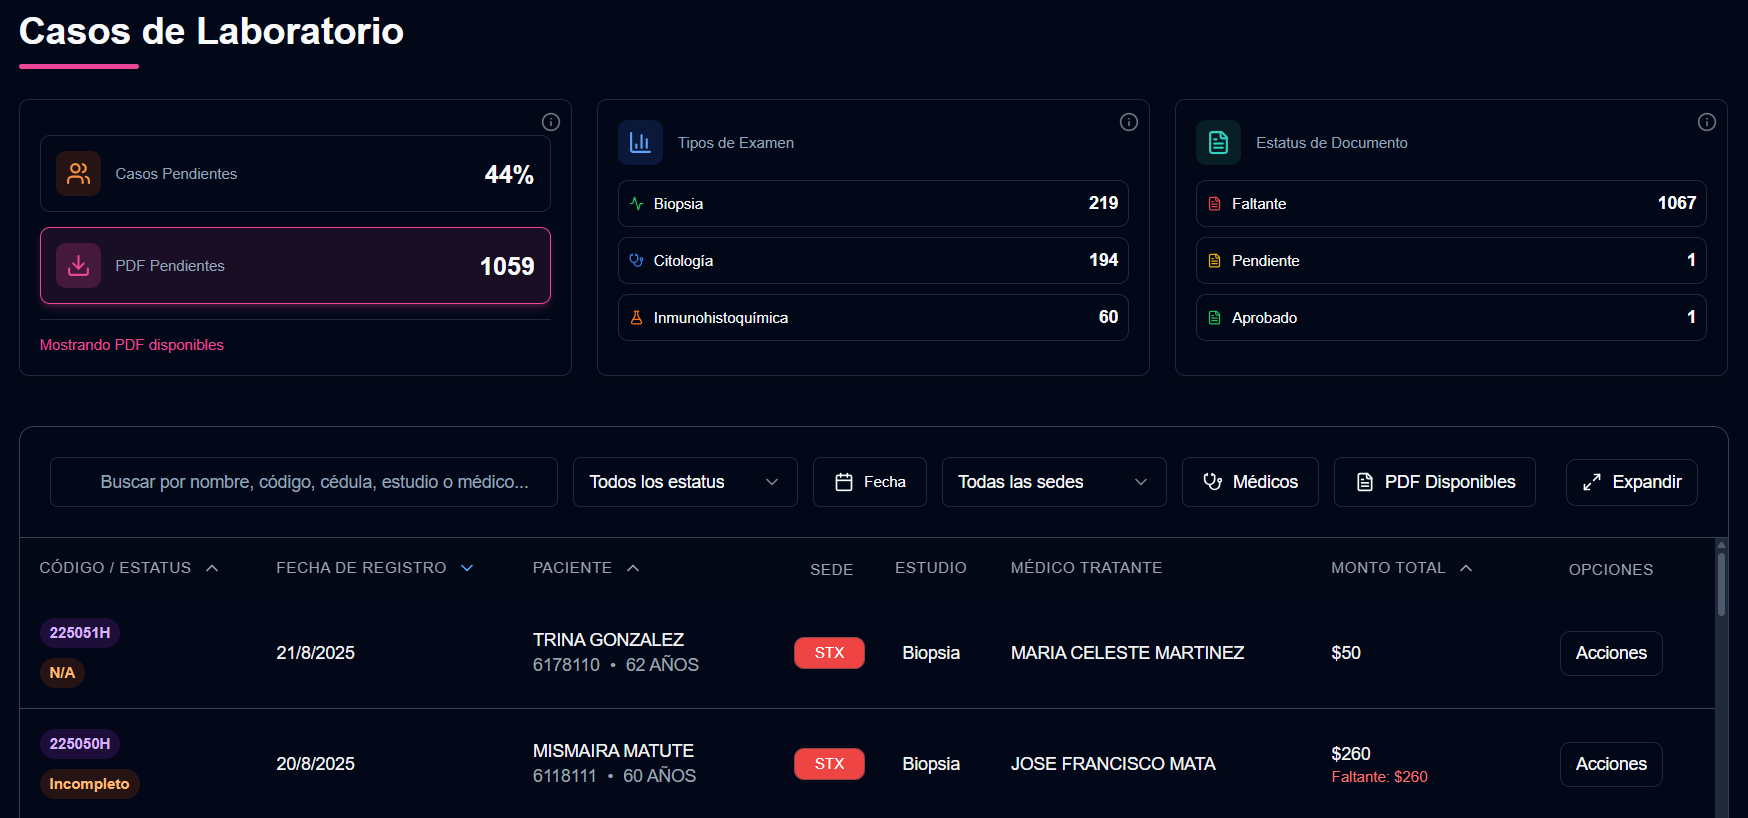 Casos de Laboratorio
Casos Pendientes 44%
PDF Pendientes 1059
Mostrando PDF disponibles
Tipos de Examen
Biopsia 219
Citología 194
Inmunohistoquímica 60
Estatus de Documento
Faltante 1067
Pendiente 1
Aprobado 1
Buscar por nombre, código, cédula, estudio o médico... Todos los estatus Fecha Todas las sedes Médicos PDF Disponibles Expandir
CÓDIGO / ESTATUS FECHA DE REGISTRO PACIENTE SEDE ESTUDIO MÉDICO TRATANTE MONTO TOTAL OPCIONES
225051H
N/A
21/8/2025
TRINA GONZALEZ
6178110 • 62 AÑOS
STX
Biopsia
MARIA CELESTE MARTINEZ
$50
Acciones
225050H
Incompleto
20/8/2025
MISMAIRA MATUTE
6118111 • 60 AÑOS
STX
Biopsia
JOSE FRANCISCO MATA
$260
Faltante: $260
Acciones